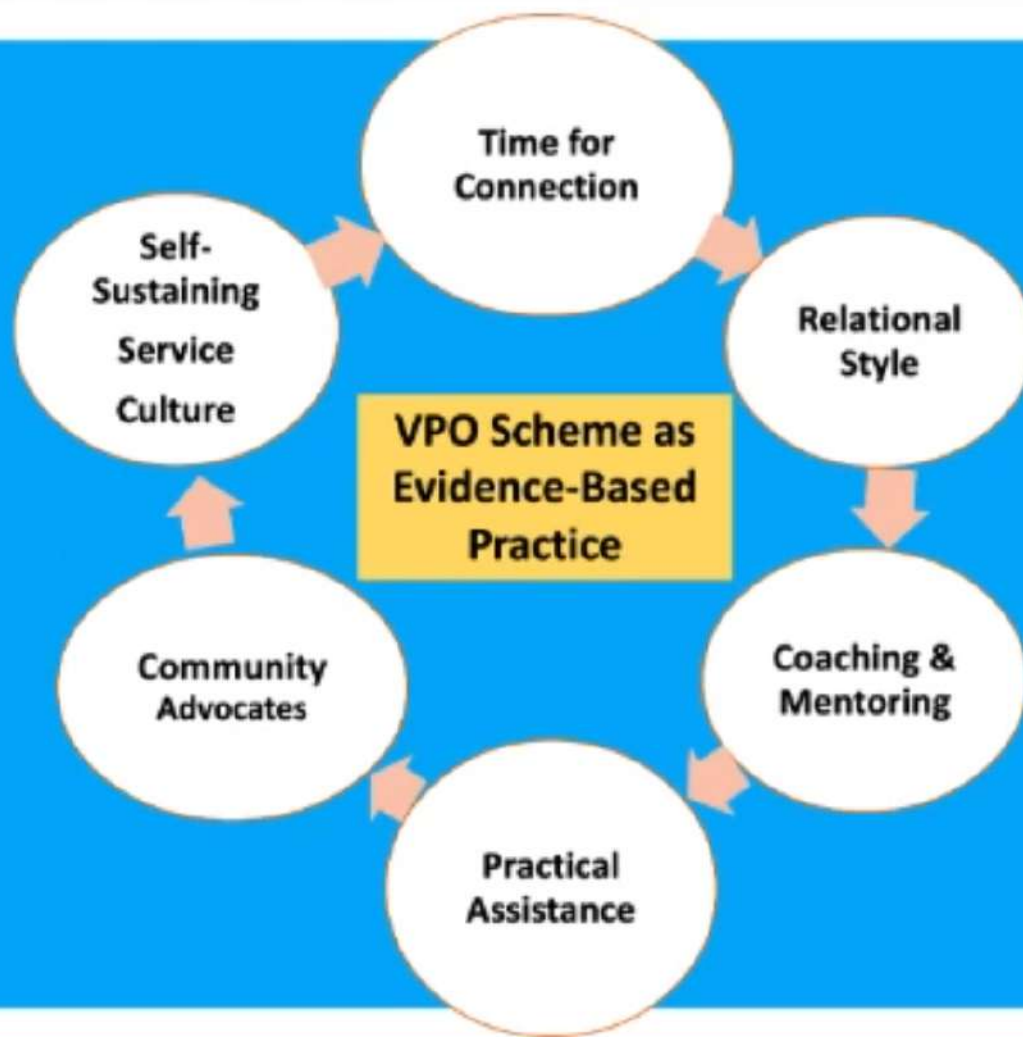 Time for
Connection
Relational
Style
Coaching &
Mentoring
Practical
Assistance
Community
Advocates
Self-
Sustaining
Service
Culture
VPO Scheme as
Evidence-Based
Practice